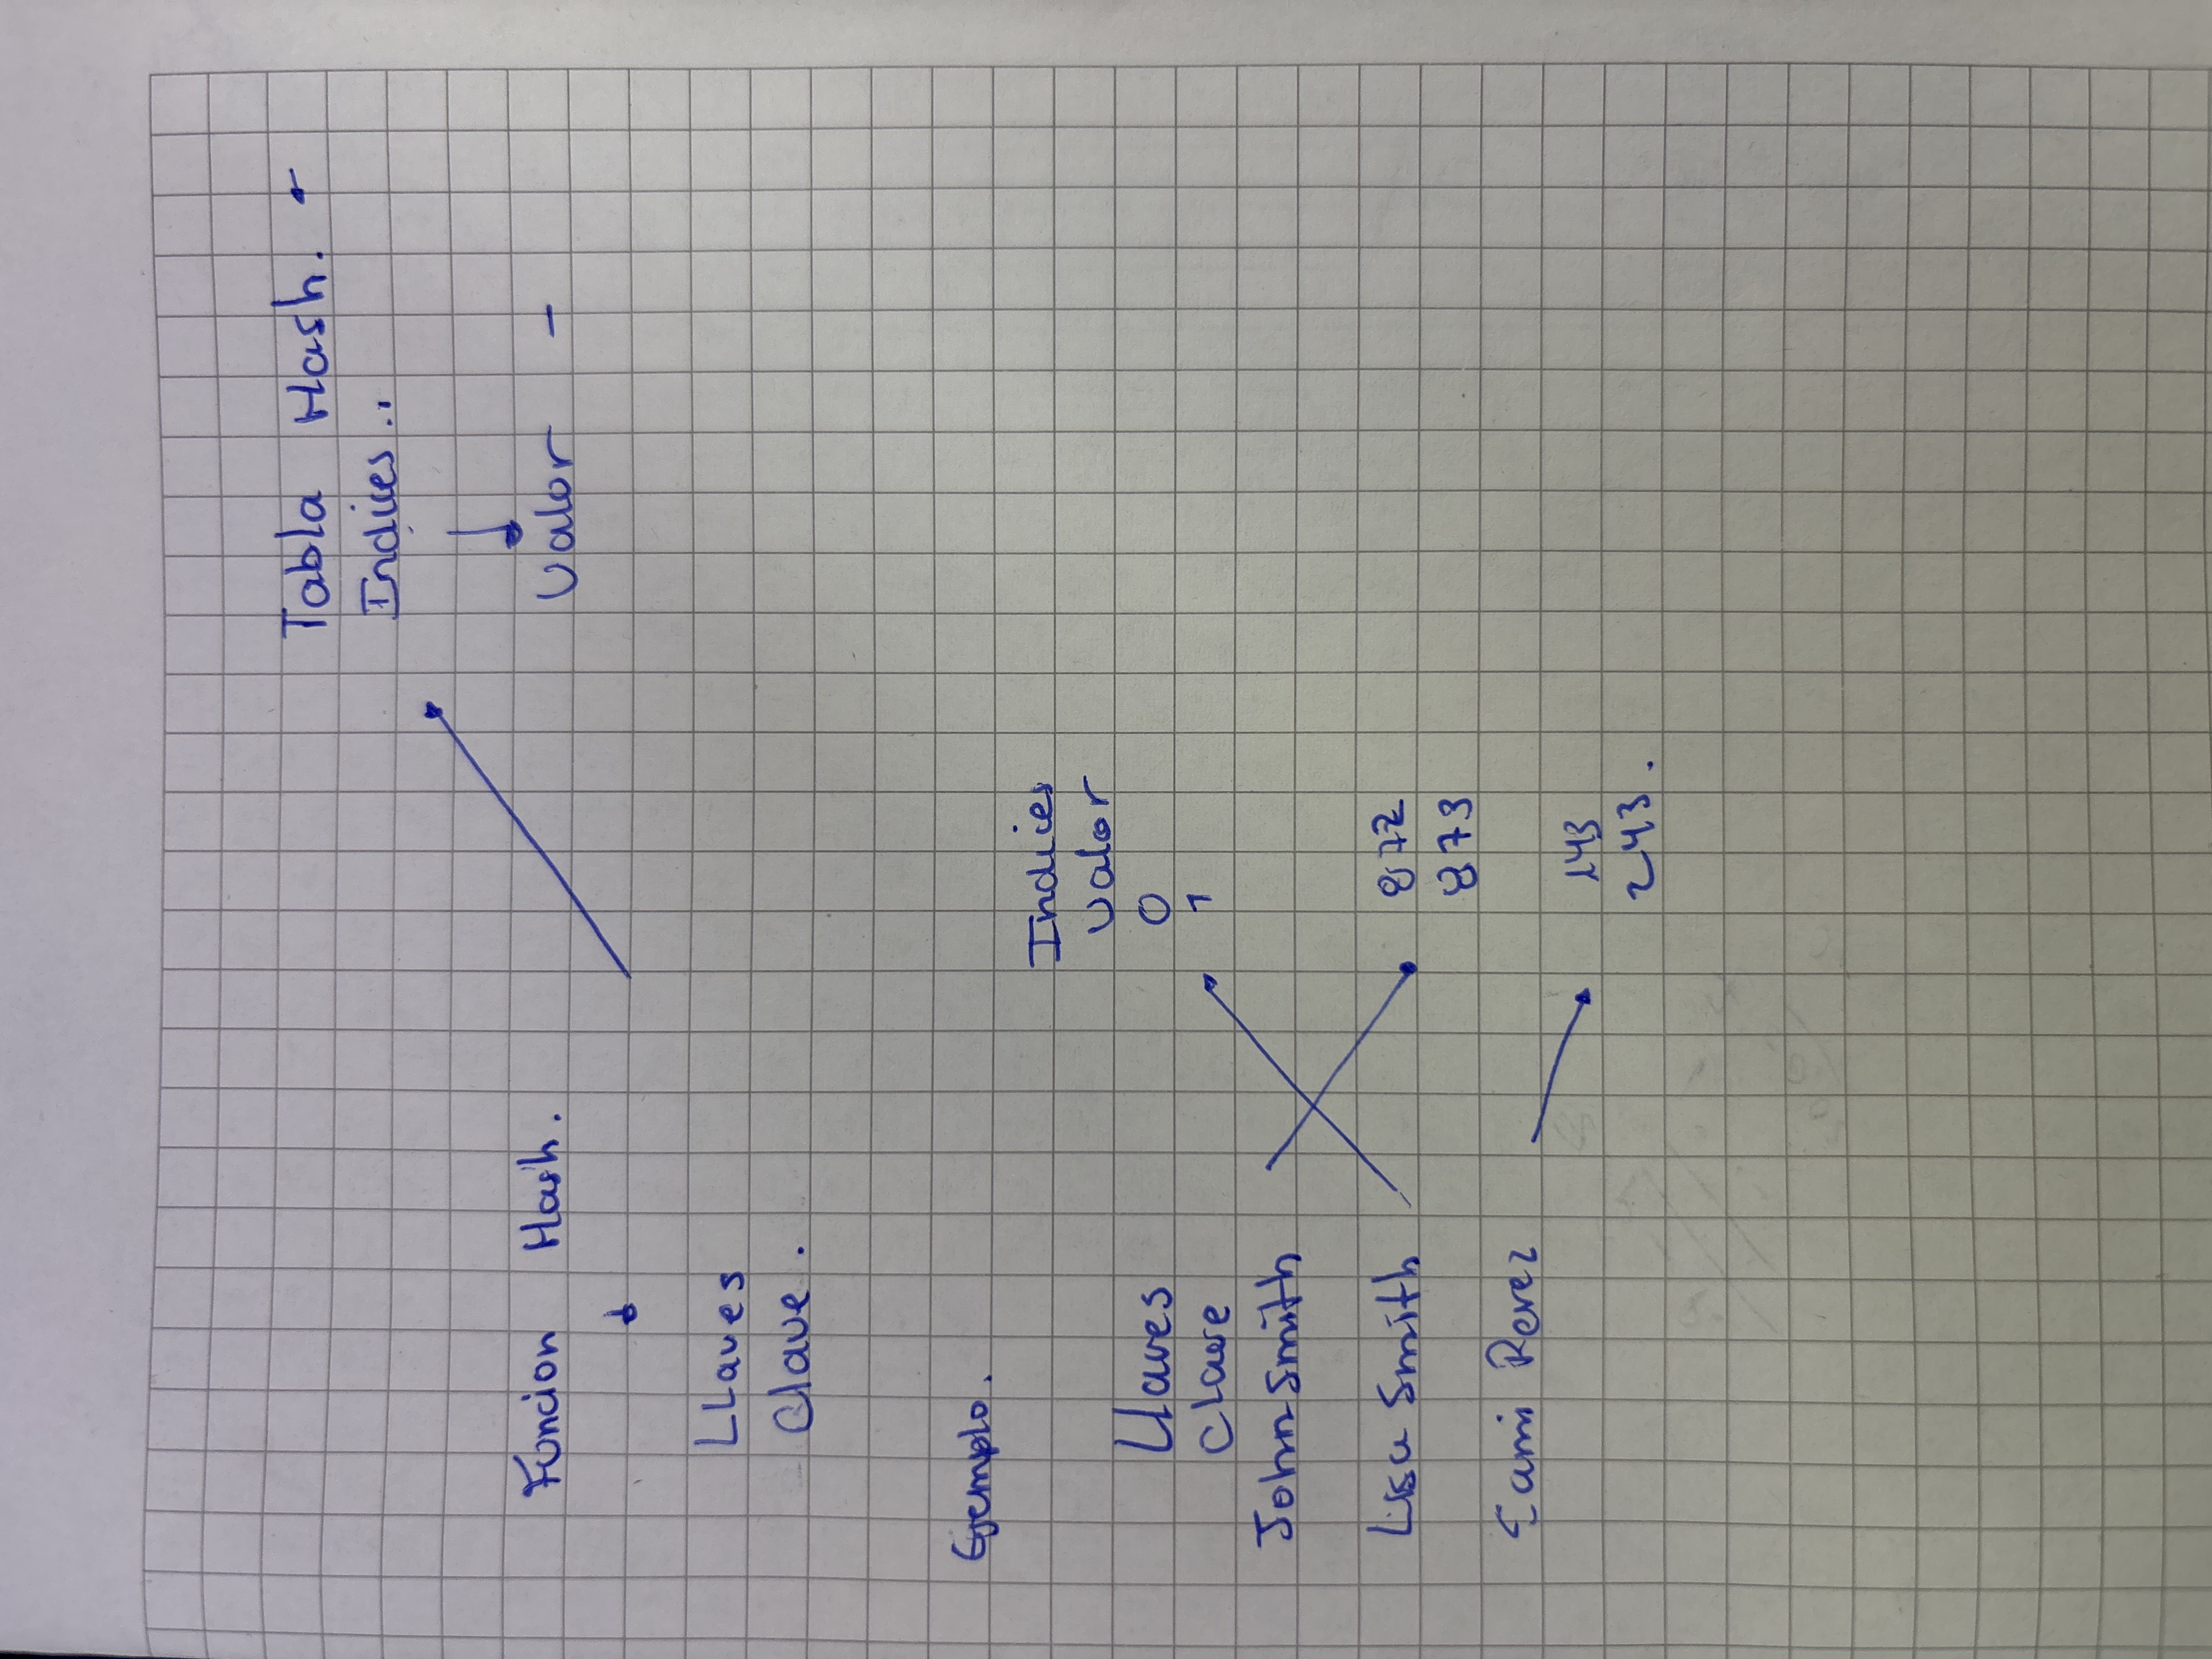 Tabla Hash.
Indices..
Valor -
Funcion Hash.
LLaves
Clave.
Ejemplo.
Indices
valor
Llaves
0
Clave
1
John Smith
Lisa Smith
872
873
Sami Perez
143
243.